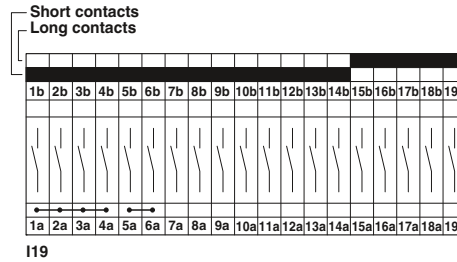 Short contacts
Long contacts
1b 2b 3b 4b 5b 6b 7b 8b 9b 10b 11b 12b 13b 14b 15b 16b 17b 18b 19
1a 2a 3a 4a 5a 6a 7a 8a 9a 10a 11a 12a 13a 14a 15a 16a 17a 18a 19
I19